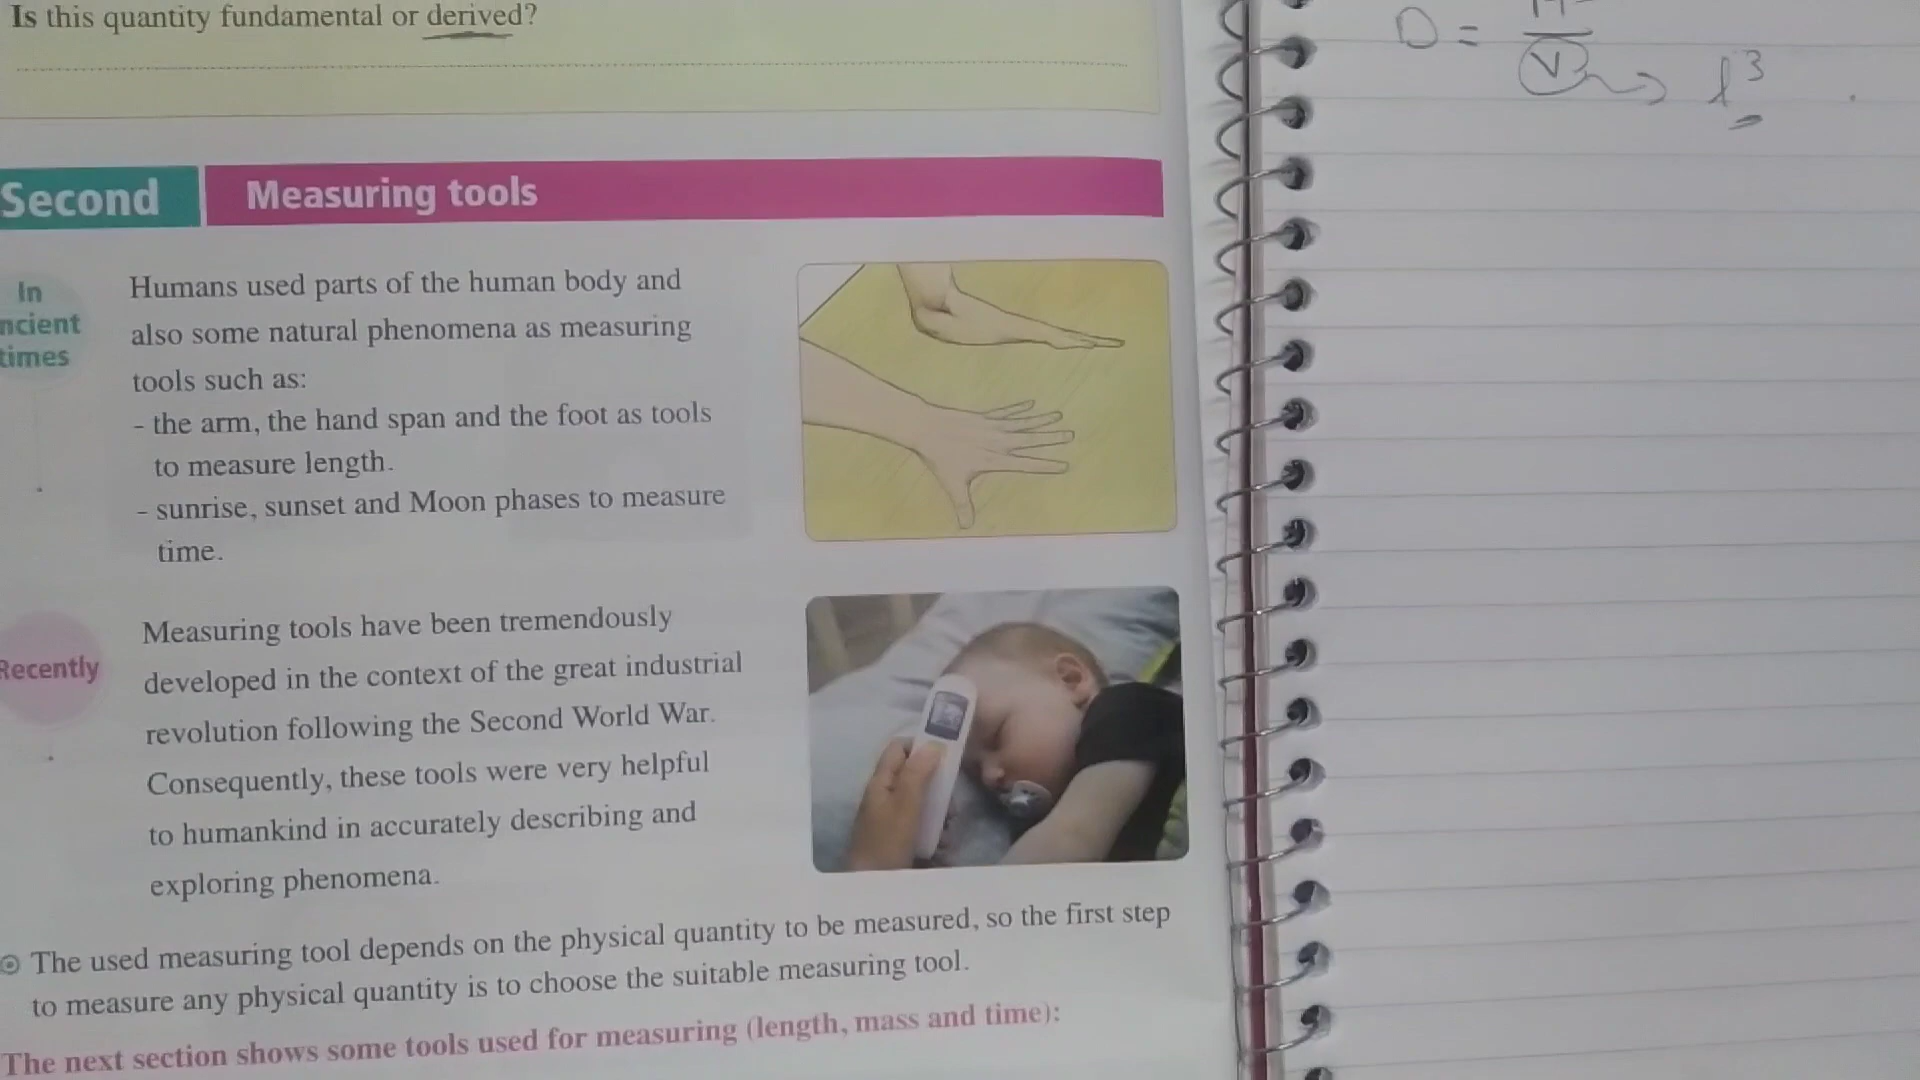 Is this quantity fundamental or derived?
Second Measuring tools
In
ncient
times
Humans used parts of the human body and
also some natural phenomena as measuring
tools such as:
- the arm, the hand span and the foot as tools
to measure length.
- sunrise, sunset and Moon phases to measure
time.
Recently
Measuring tools have been tremendously
developed in the context of the great industrial
revolution following the Second World War.
Consequently, these tools were very helpful
to humankind in accurately describing and
exploring phenomena.
The used measuring tool depends on the physical quantity to be measured, so the first step
to measure any physical quantity is to choose the suitable measuring tool.
The next section shows some tools used for measuring (length, mass and time):
D =
V → l³